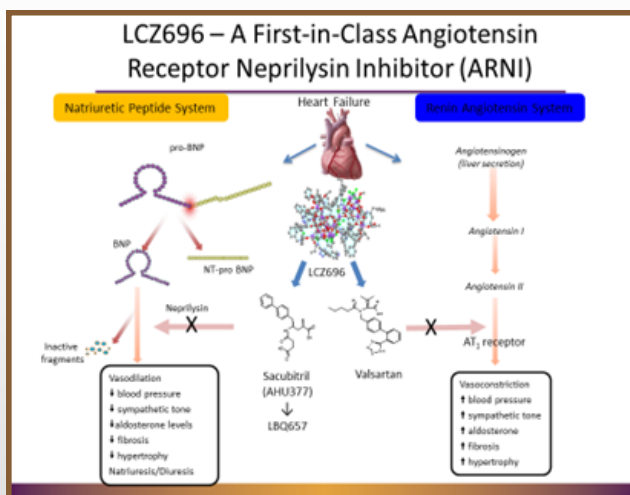 LCZ696 – A First-in-Class Angiotensin
Receptor Neprilysin Inhibitor (ARNI)
Natriuretic Peptide System
Heart Failure
Renin Angiotensin System
pro-BNP
BNP
NT-pro BNP
Neprilysin
X
Inactive
fragments
Vasodilation
↓ blood pressure
↓ sympathetic tone
↓aldosterone levels
↓ fibrosis
↓ hypertrophy
Natriuresis/Diuresis
LCZ696
Sacubitril
(AHU377)
↓
LBQ657
Valsartan
X
Angiotensinogen
(liver secretion)
Angiotensin I
Angiotensin II
AT₁ receptor
Vasoconstriction
↑ blood pressure
↑ sympathetic tone
↑ aldosterone
↑ fibrosis
↑ hypertrophy